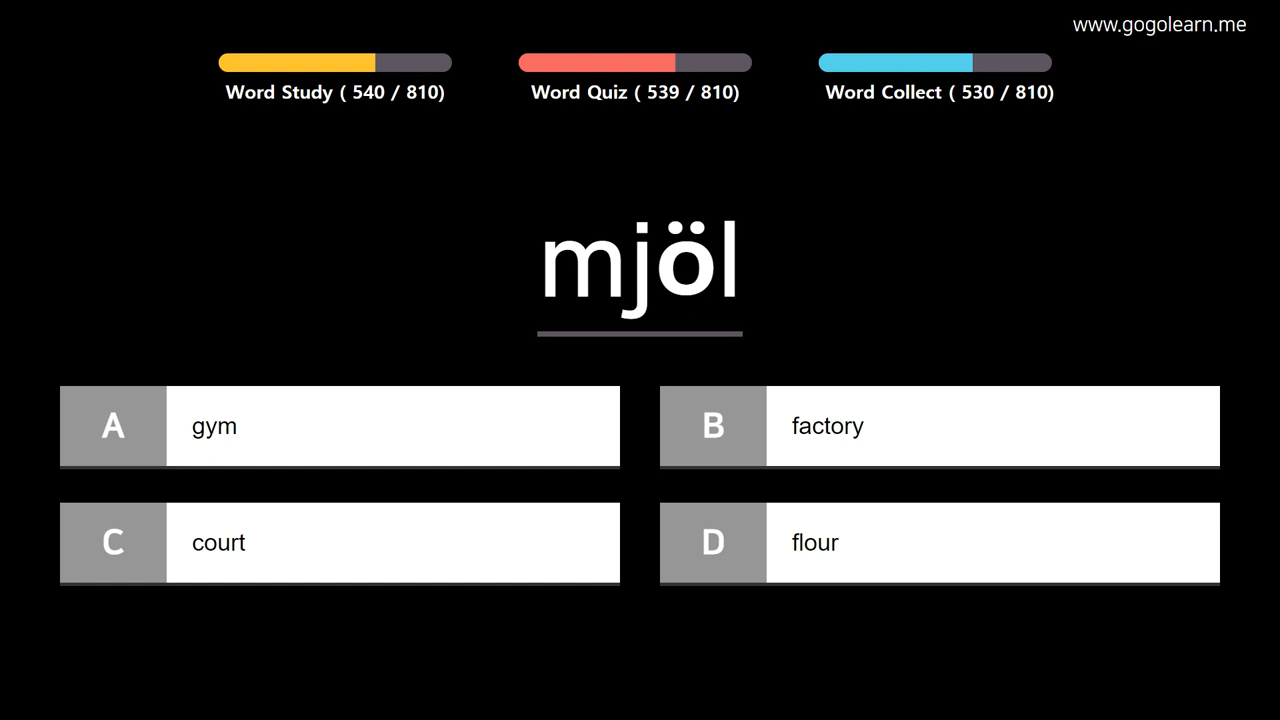 www.gogolearn.me
Word Study ( 540 / 810)
Word Quiz ( 539 / 810)
Word Collect ( 530 / 810)
mjöl
A gym
B factory
C court
D flour